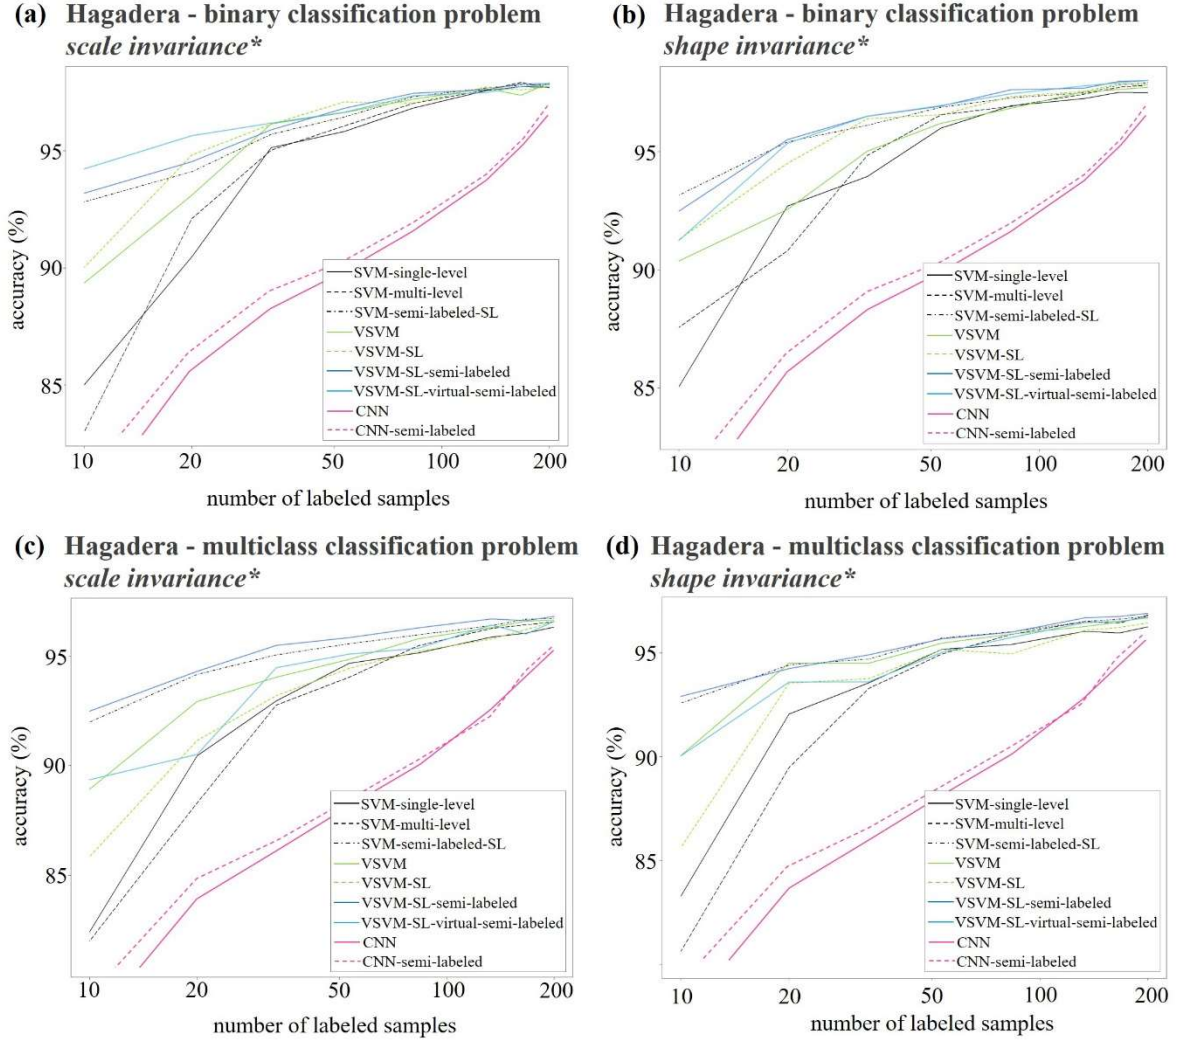 (a) Hagadera - binary classification problem
scale invariance*
95
90
85
accuracy (%)
SVM-single-level
SVM-multi-level
SVM-semi-labeled-SL
VSVM
VSVM-SL
VSVM-SL-semi-labeled
VSVM-SL-virtual-semi-labeled
CNN
CNN-semi-labeled
10 20 50 100 200
number of labeled samples
(b) Hagadera - binary classification problem
shape invariance*
95
90
85
accuracy (%)
SVM-single-level
SVM-multi-level
SVM-semi-labeled-SL
VSVM
VSVM-SL
VSVM-SL-semi-labeled
VSVM-SL-virtual-semi-labeled
CNN
CNN-semi-labeled
10 20 50 100 200
number of labeled samples
(c) Hagadera - multiclass classification problem
scale invariance*
95
90
85
accuracy (%)
SVM-single-level
SVM-multi-level
SVM-semi-labeled-SL
VSVM
VSVM-SL
VSVM-SL-semi-labeled
VSVM-SL-virtual-semi-labeled
CNN
CNN-semi-labeled
10 20 50 100 200
number of labeled samples
(d) Hagadera - multiclass classification problem
shape invariance*
95
90
85
accuracy (%)
SVM-single-level
SVM-multi-level
SVM-semi-labeled-SL
VSVM
VSVM-SL
VSVM-SL-semi-labeled
VSVM-SL-virtual-semi-labeled
CNN
CNN-semi-labeled
10 20 50 100 200
number of labeled samples